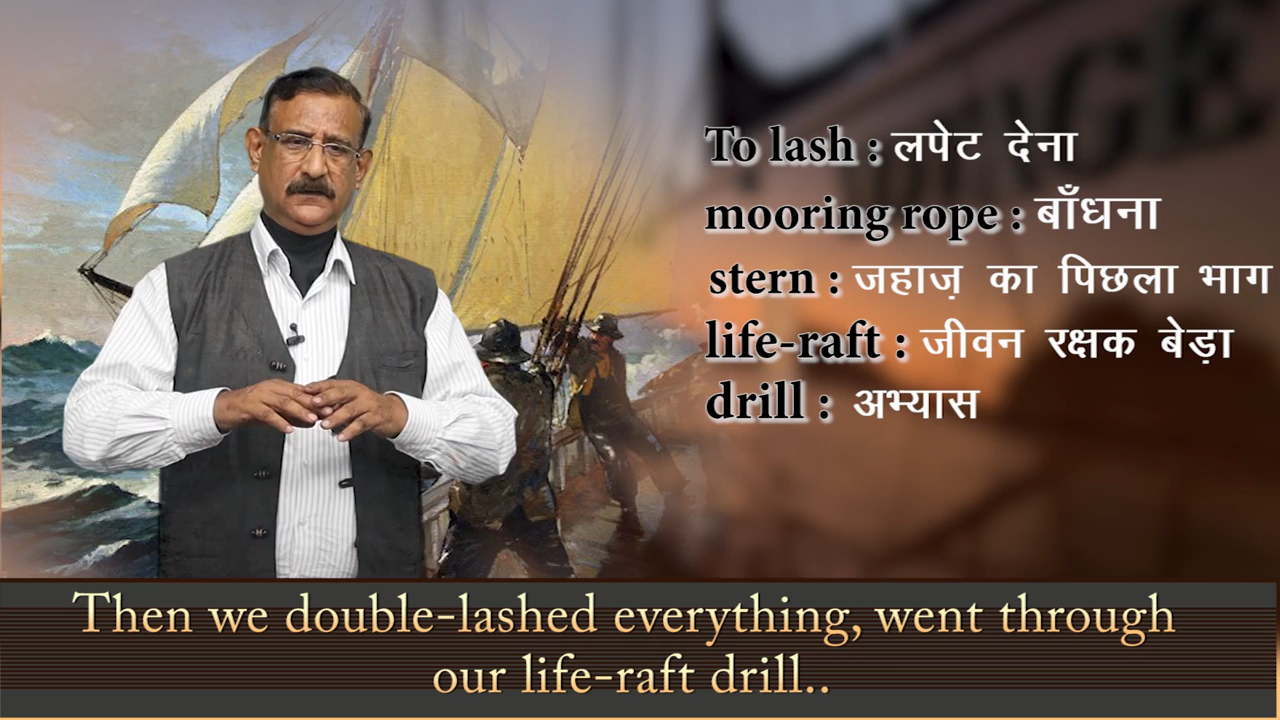 To lash : लपेट देना
mooring rope : बाँधना
stern : जहाज़ का पिछला भाग
life-raft : जीवन रक्षक बेड़ा
drill : अभ्यास
Then we double-lashed everything, went through
our life-raft drill..